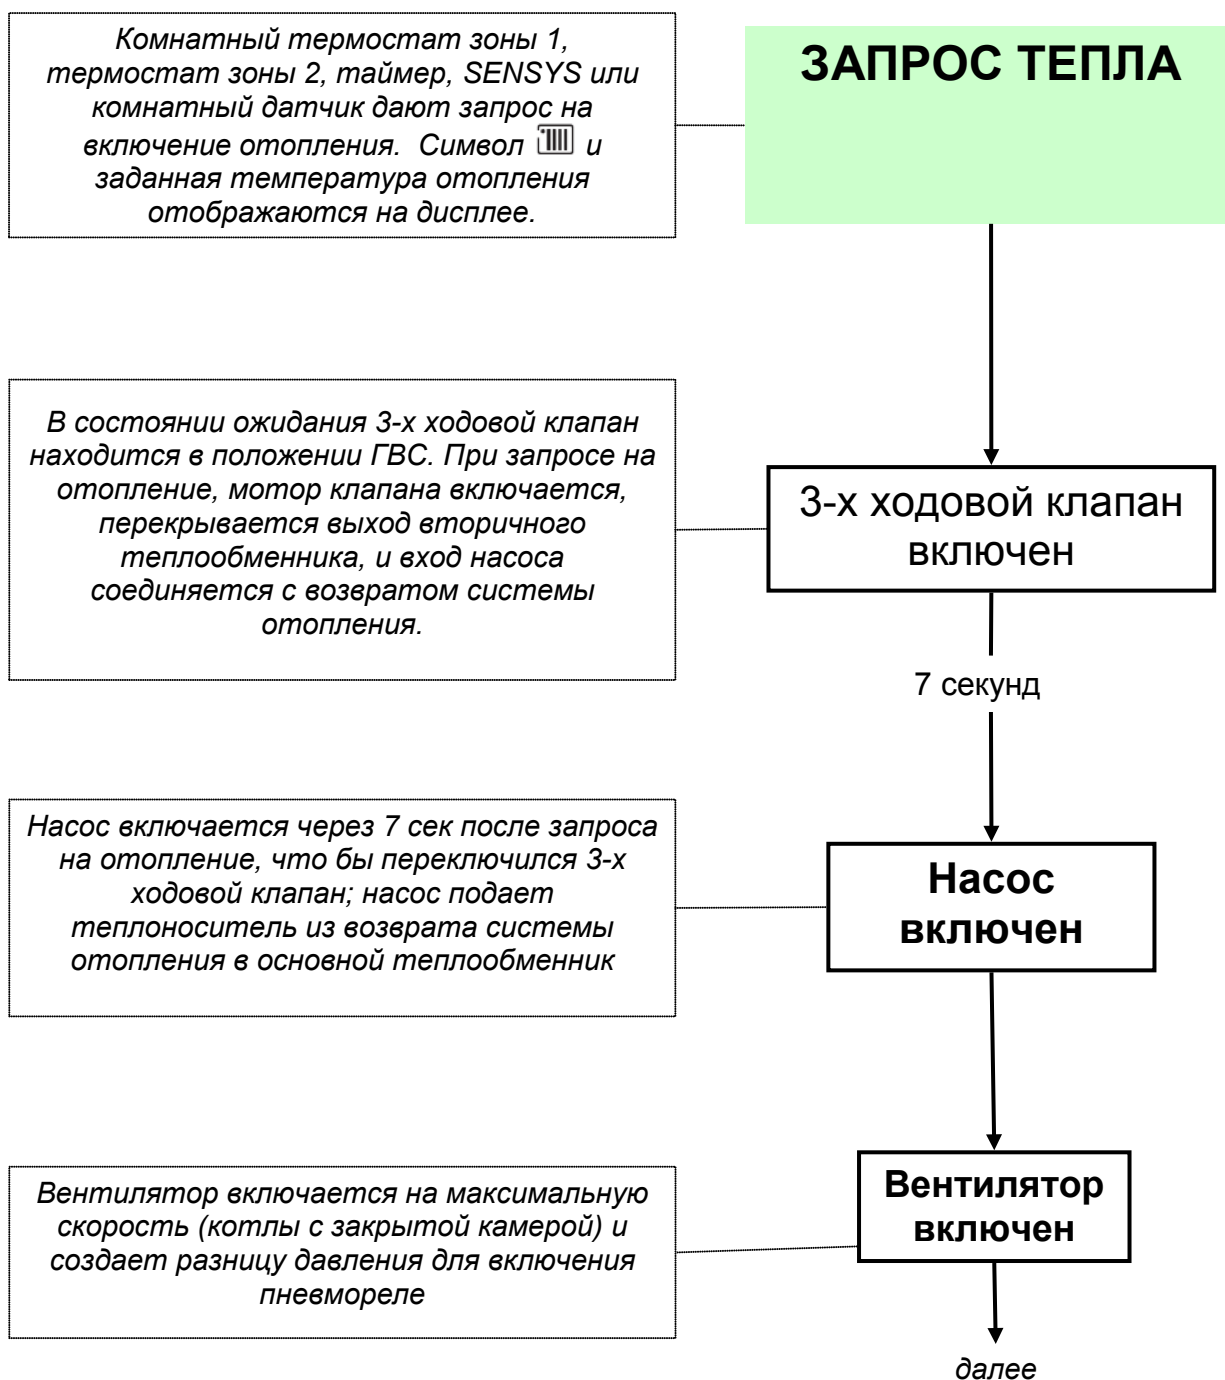 Комнатный термостат зоны 1,
термостат зоны 2, таймер, SENSYS или
комнатный датчик дают запрос на
включение отопления.  Символ и
заданная температура отопления
отображаются на дисплее.
ЗАПРОС ТЕПЛА
В состоянии ожидания 3-х ходовой клапан
находится в положении ГВС. При запросе на
отопление, мотор клапана включается,
перекрывается выход вторичного
теплообменника, и вход насоса
соединяется с возвратом системы
отопления.
3-х ходовой клапан
включен
7 секунд
Насос включается через 7 сек после запроса
на отопление, что бы переключился 3-х
ходовой клапан; насос подает
теплоноситель из возврата системы
отопления в основной теплообменник
Насос
включен
Вентилятор включается на максимальную
скорость (котлы с закрытой камерой) и
создает разницу давления для включения
пневмореле
Вентилятор
включен
далее